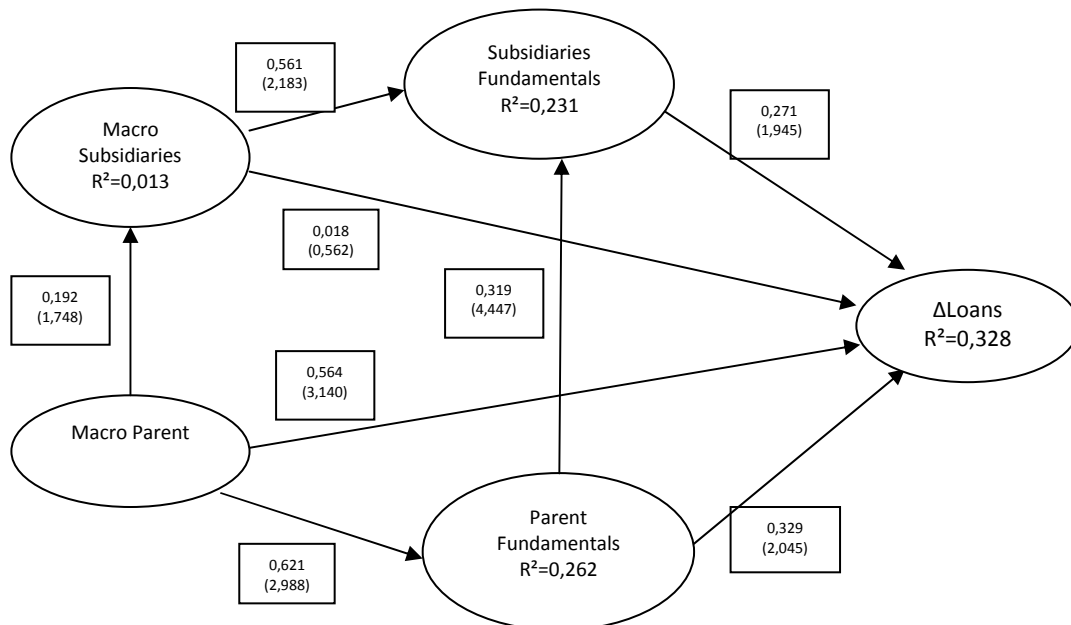 0,561
(2,183)
Subsidiaries
Fundamentals
R²=0,231
0,271
(1,945)
Macro
Subsidiaries
R²=0,013
0,018
(0,562)
0,319
(4,447)
0,192
(1,748)
ΔLoans
R²=0,328
0,564
(3,140)
Macro Parent
Parent
Fundamentals
R²=0,262
0,329
(2,045)
0,621
(2,988)